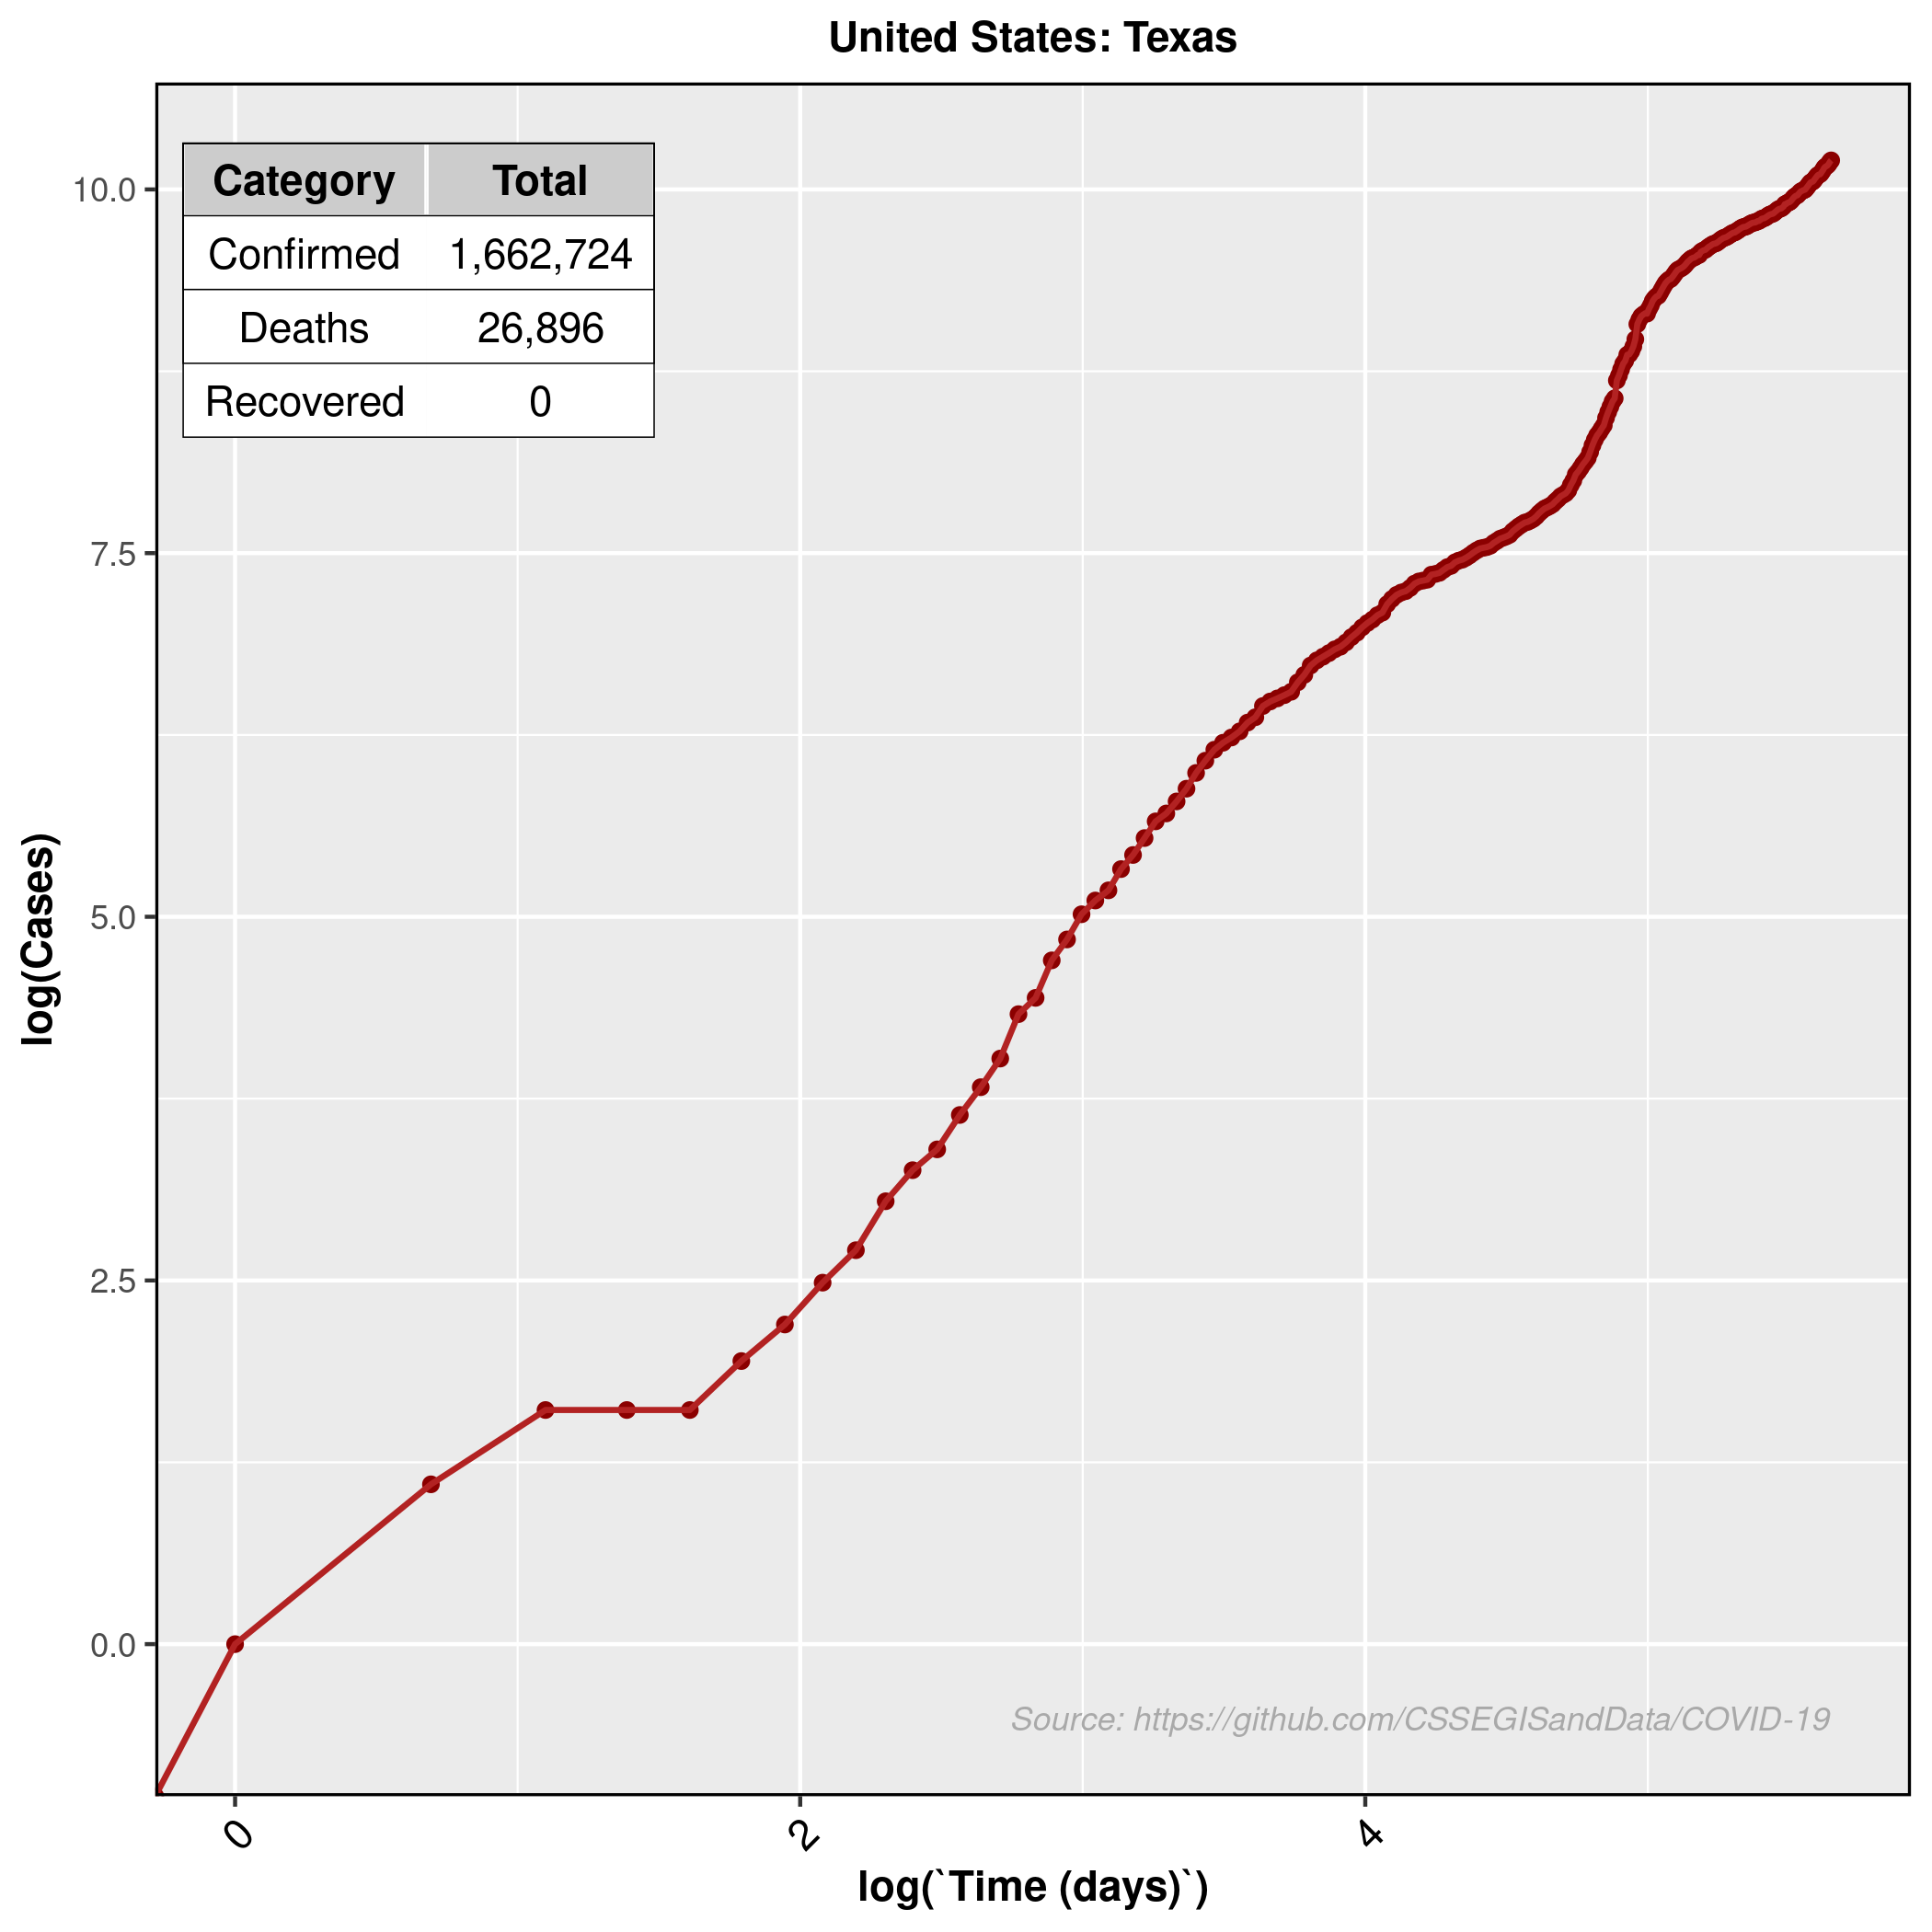 United States: Texas
Category Total
Confirmed 1,662,724
Deaths 26,896
Recovered 0
10.0
7.5
5.0
2.5
0.0
log(Cases)
Source: https://github.com/CSSEGISandData/COVID-19
0 2 4
log(`Time (days)`)